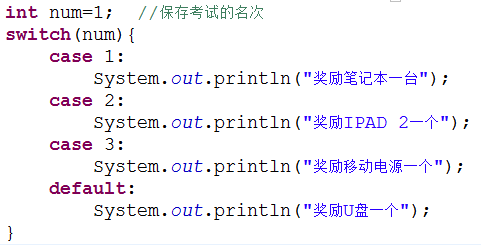 int num=1;  //保存考试的名次
switch(num){
    case 1:
        System.out.println("奖励笔记本一台");
    case 2:
        System.out.println("奖励IPAD 2一个");
    case 3:
        System.out.println("奖励移动电源一个");
    default:
        System.out.println("奖励U盘一个");
}